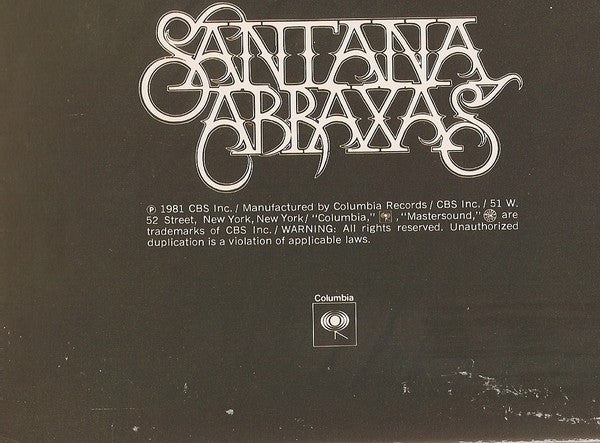 SANTANA
ABRAXAS
℗ 1981 CBS Inc. / Manufactured by Columbia Records / CBS Inc. / 51 W.
52 Street, New York, New York / "Columbia," , "Mastersound," are
trademarks of CBS Inc. / WARNING: All rights reserved. Unauthorized
duplication is a violation of applicable laws.
Columbia